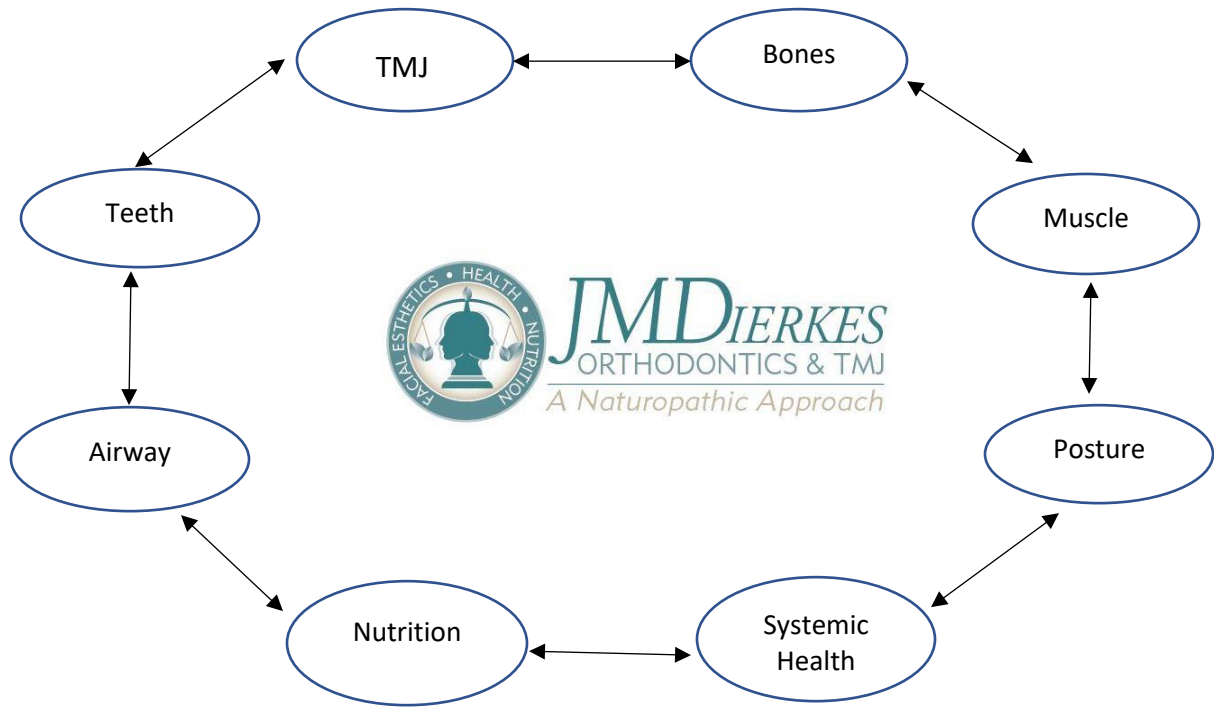 TMJ
Bones
Teeth
Muscle
FACIAL ESTHETICS • HEALTH • NUTRITION
JMDIERKES
ORTHODONTICS & TMJ
A Naturopathic Approach
Airway
Posture
Nutrition
Systemic
Health